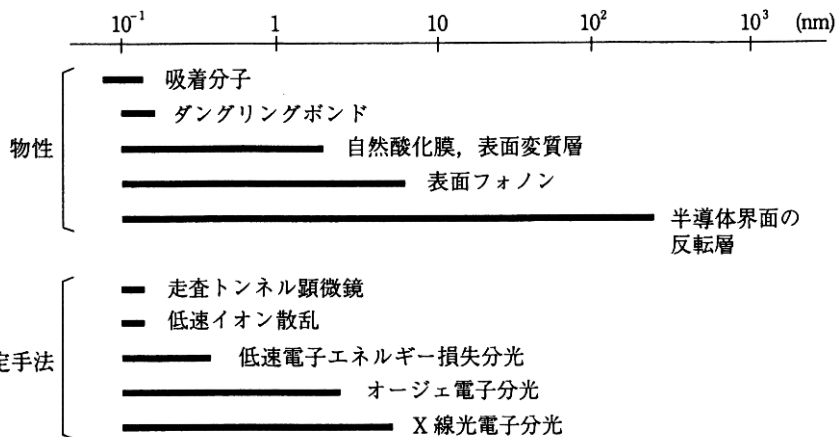 10⁻¹ 1 10 10² 10³ (nm)
吸着分子
ダングリングボンド
物性
自然酸化膜,表面変質層
表面フォノン
半導体界面の
反転層
走査トンネル顕微鏡
低速イオン散乱
定手法
低速電子エネルギー損失分光
オージェ電子分光
X線光電子分光